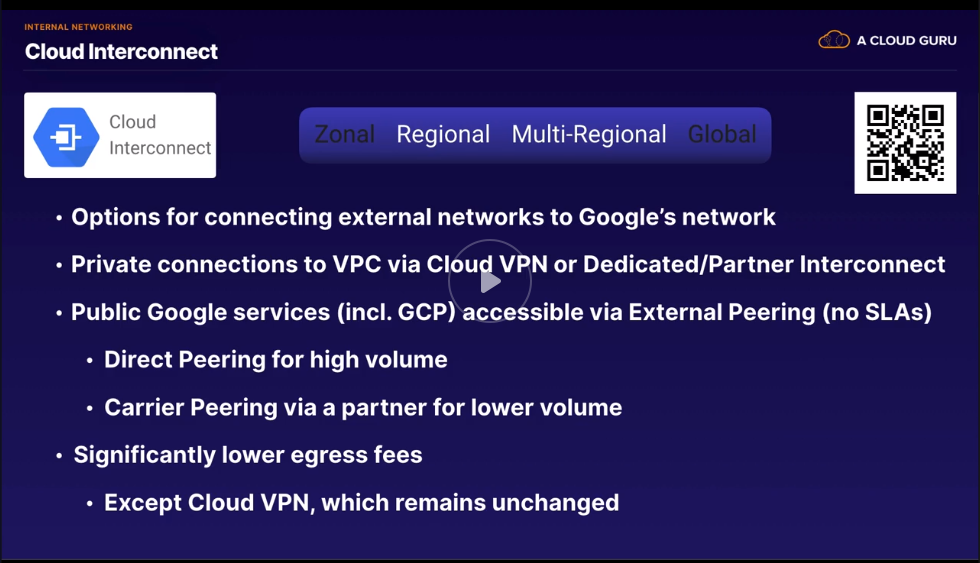 INTERNAL NETWORKING
Cloud Interconnect
A CLOUD GURU
Cloud
Interconnect
Zonal Regional Multi-Regional Global
• Options for connecting external networks to Google’s network
• Private connections to VPC via Cloud VPN or Dedicated/Partner Interconnect
• Public Google services (incl. GCP) accessible via External Peering (no SLAs)
• Direct Peering for high volume
• Carrier Peering via a partner for lower volume
• Significantly lower egress fees
• Except Cloud VPN, which remains unchanged